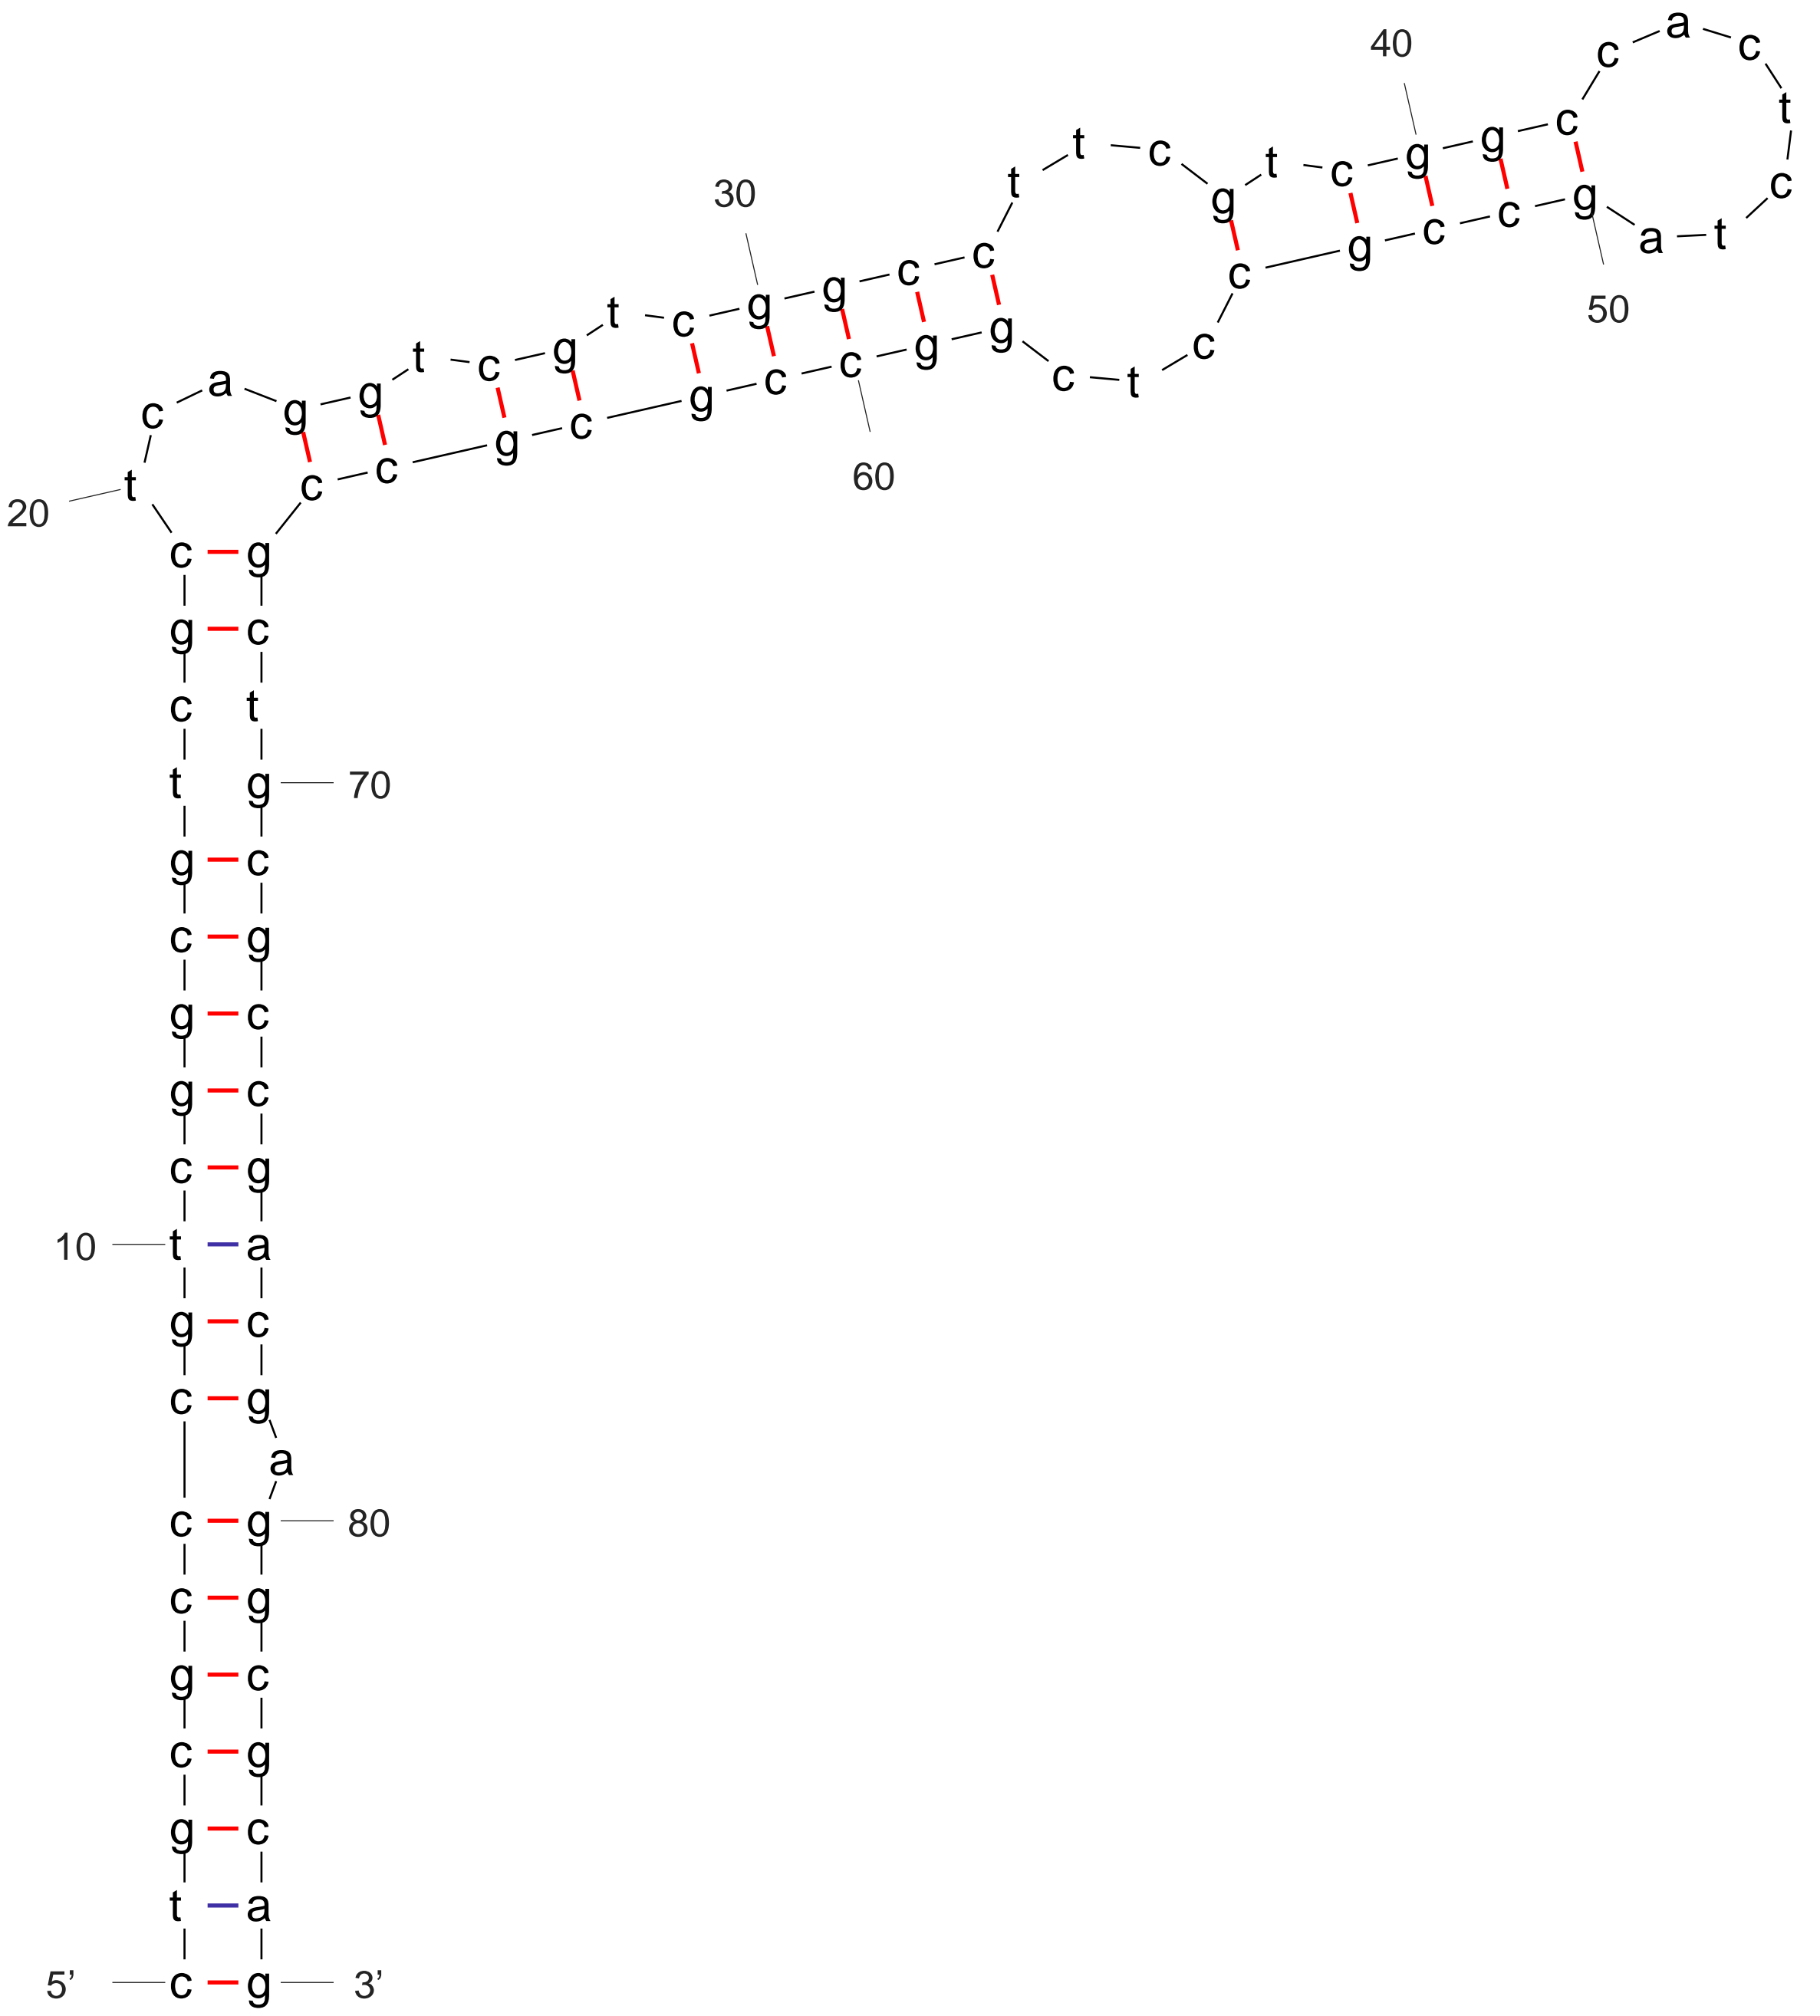 5’
c t g c g c c c g t
10
c g g c g t c g c t
20
c a g g t c g t c g
30
g c c t t c g t c g
40
g c c a c t c t a g
50
c c g c c t c g g c
60
c g c g c c g c t g
70
c g c c g a c g a g
80
g c g c a g
3’